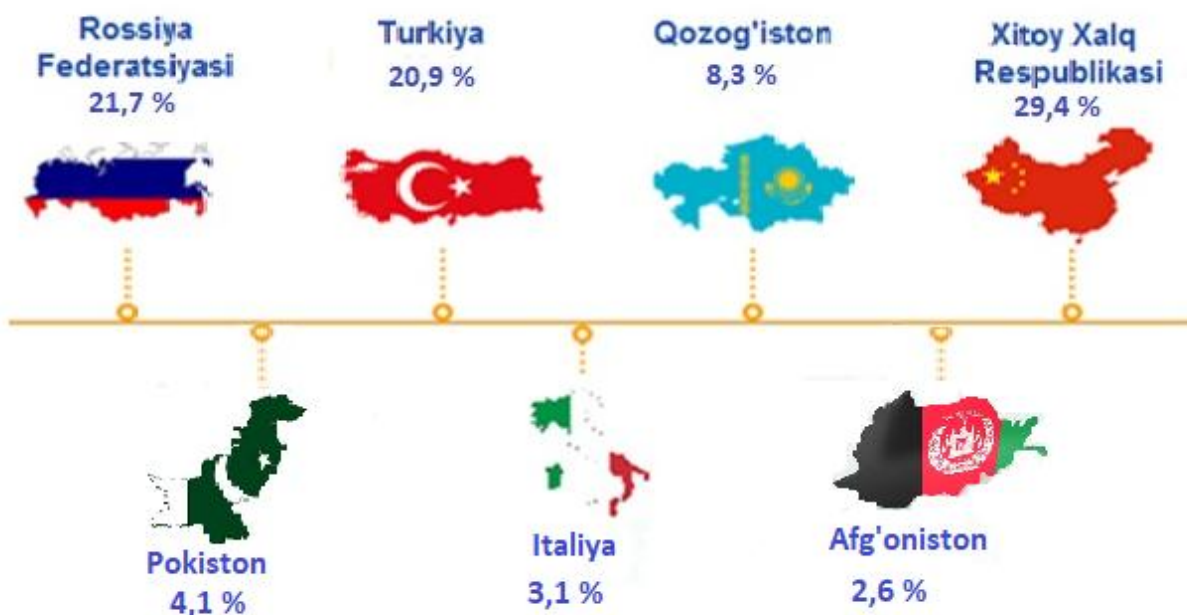 Rossiya
Federatsiyasi
21,7 %
Turkiya
20,9 %
Qozog'iston
8,3 %
Xitoy Xalq
Respublikasi
29,4 %
Pokiston
4,1 %
Italiya
3,1 %
Afg'oniston
2,6 %